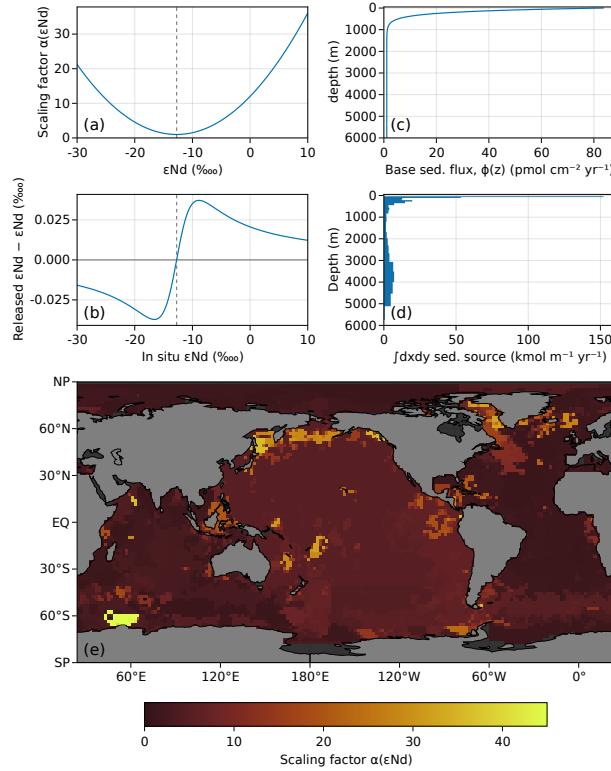 Scaling factor α(εNd)
30
20
10
0
(a)
-30 -20 -10 0 10
εNd (‱)
depth (m)
0
1000
2000
3000
4000
5000
6000
(c)
0 20 40 60 80
Base sed. flux, ϕ(z) (pmol cm⁻² yr⁻¹)
Released εNd − εNd (‱)
0.025
0.000
-0.025
(b)
-30 -20 -10 0 10
In situ εNd (‱)
Depth (m)
0
1000
2000
3000
4000
5000
6000
(d)
0 50 100 150
∫dxdy sed. source (kmol m⁻¹ yr⁻¹)
NP
60°N
30°N
EQ
30°S
60°S
SP
(e)
60°E 120°E 180°E 120°W 60°W 0°
0 10 20 30 40
Scaling factor α(εNd)